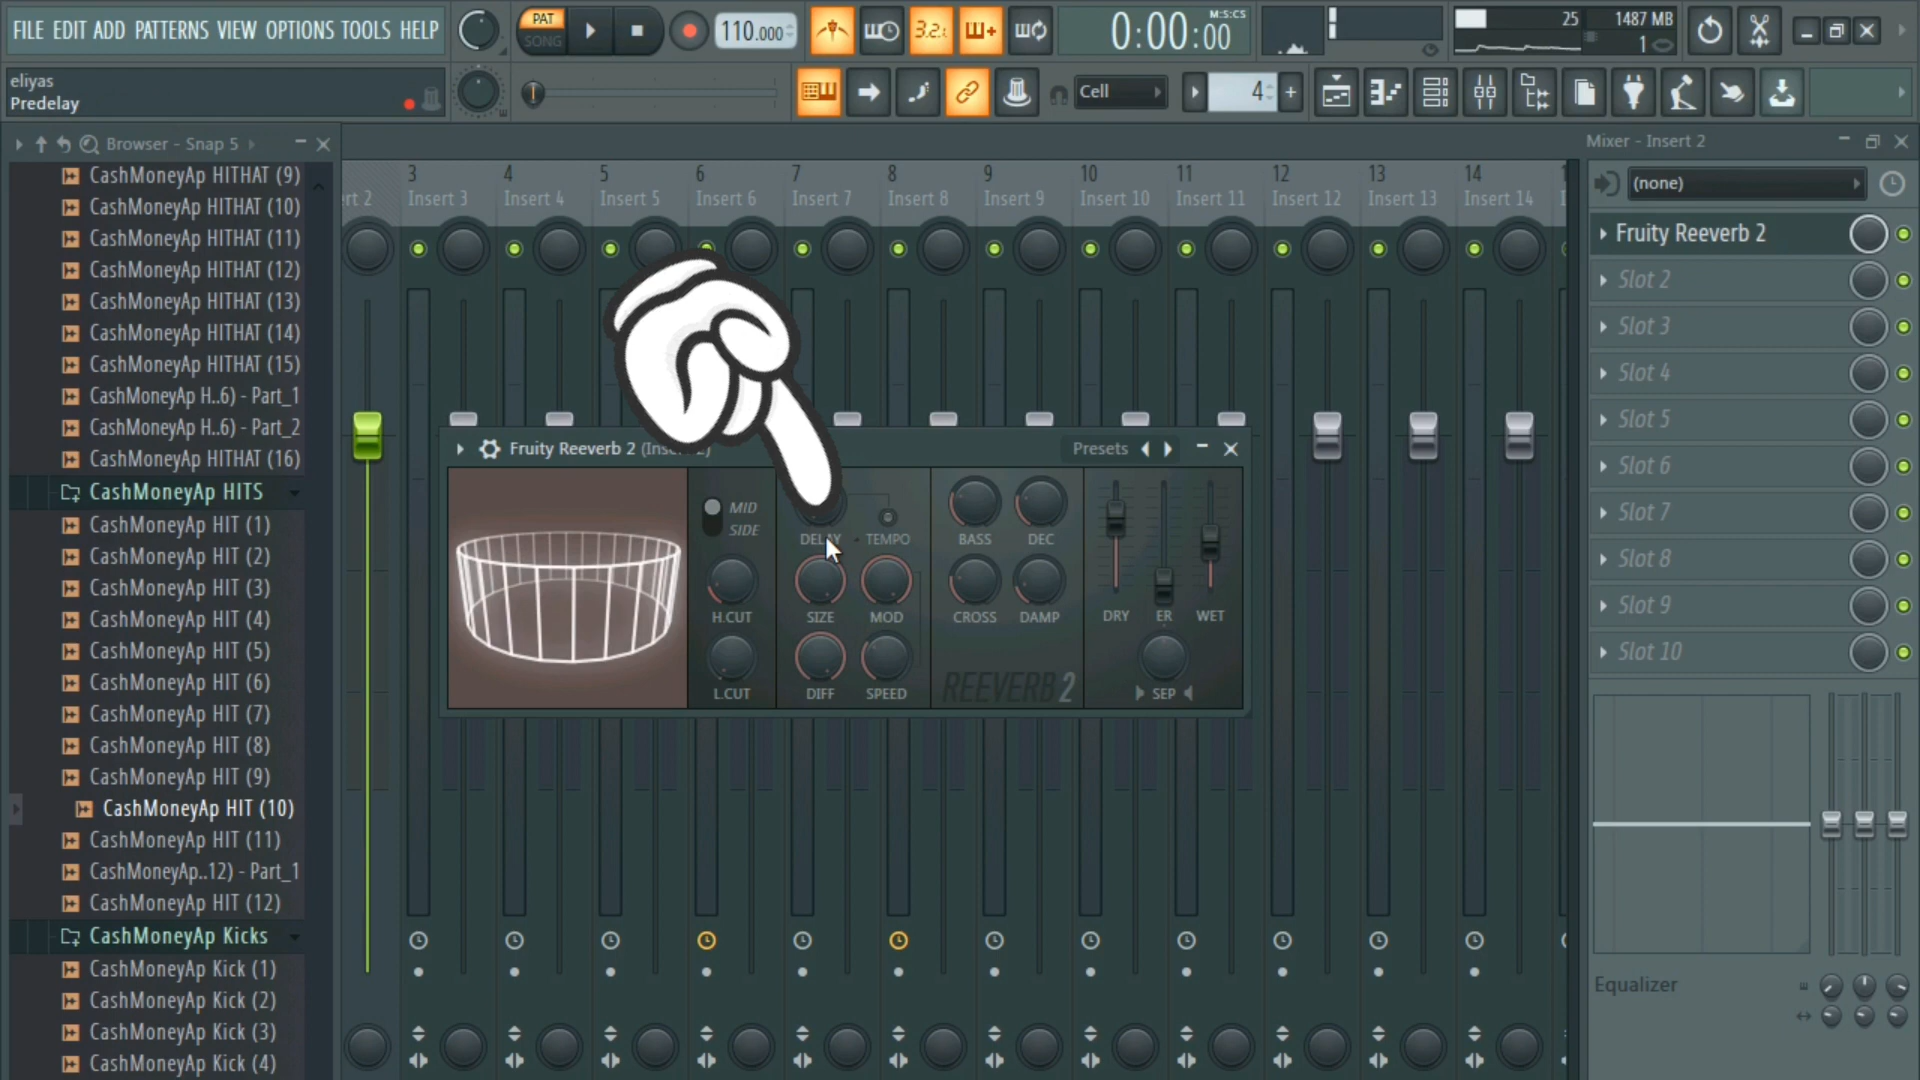 FILE EDIT ADD PATTERNS VIEW OPTIONS TOOLS HELP
PAT
SONG
110.000
3.2.
0:00:00
M:S:CS
25
1487 MB
1
eliyas
Predelay
Cell
4
Browser - Snap 5
CashMoneyAp HITHAT (9)
CashMoneyAp HITHAT (10)
CashMoneyAp HITHAT (11)
CashMoneyAp HITHAT (12)
CashMoneyAp HITHAT (13)
CashMoneyAp HITHAT (14)
CashMoneyAp HITHAT (15)
CashMoneyAp H..6) - Part_1
CashMoneyAp H..6) - Part_2
CashMoneyAp HITHAT (16)
CashMoneyAp HITS
CashMoneyAp HIT (1)
CashMoneyAp HIT (2)
CashMoneyAp HIT (3)
CashMoneyAp HIT (4)
CashMoneyAp HIT (5)
CashMoneyAp HIT (6)
CashMoneyAp HIT (7)
CashMoneyAp HIT (8)
CashMoneyAp HIT (9)
CashMoneyAp HIT (10)
CashMoneyAp HIT (11)
CashMoneyAp..12) - Part_1
CashMoneyAp HIT (12)
CashMoneyAp Kicks
CashMoneyAp Kick (1)
CashMoneyAp Kick (2)
CashMoneyAp Kick (3)
CashMoneyAp Kick (4)
3 4 5 6 7 8 9 10 11 12 13 14
rt 2 Insert 3 Insert 4 Insert 5 Insert 6 Insert 7 Insert 8 Insert 9 Insert 10 Insert 11 Insert 12 Insert 13 Insert 14
Fruity Reeverb 2
Presets
MID
SIDE
DELAY TEMPO BASS DEC
H.CUT SIZE MOD CROSS DAMP DRY ER WET
L.CUT DIFF SPEED REEVERB 2 SEP
Mixer - Insert 2
(none)
Fruity Reeverb 2
Slot 2
Slot 3
Slot 4
Slot 5
Slot 6
Slot 7
Slot 8
Slot 9
Slot 10
Equalizer